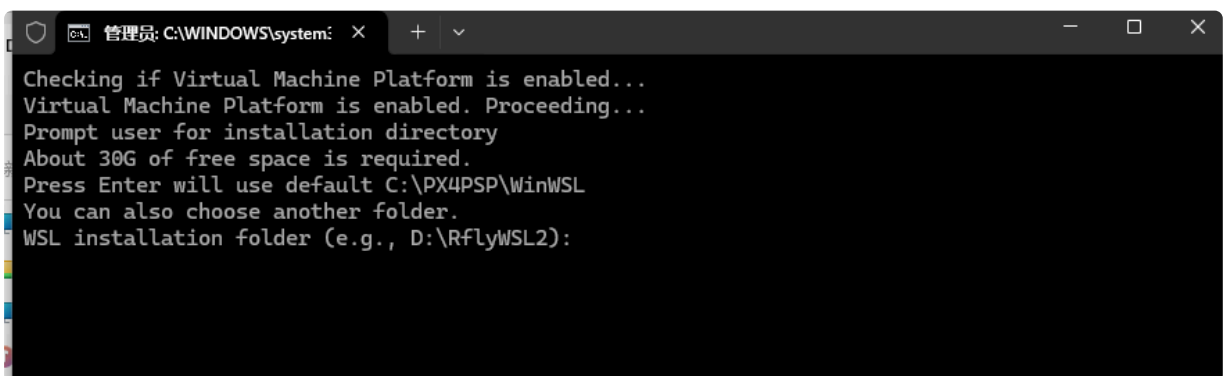 管理员: C:\WINDOWS\system3
Checking if Virtual Machine Platform is enabled...
Virtual Machine Platform is enabled. Proceeding...
Prompt user for installation directory
About 30G of free space is required.
Press Enter will use default C:\PX4PSP\WinWSL
You can also choose another folder.
WSL installation folder (e.g., D:\RflyWSL2):